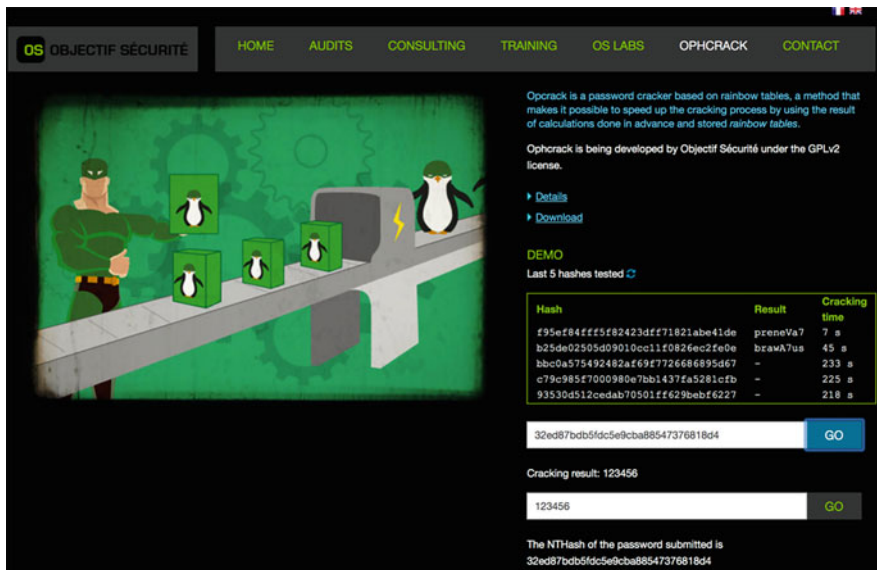 OS OBJECTIF SÉCURITÉ
HOME AUDITS CONSULTING TRAINING OS LABS OPHCRACK CONTACT
Opcrack is a password cracker based on rainbow tables, a method that
makes it possible to speed up the cracking process by using the result
of calculations done in advance and stored rainbow tables.
Ophcrack is being developed by Objectif Sécurité under the GPLv2
license.
Details
Download
DEMO
Last 5 hashes tested
Hash Result Cracking
time
f95ef84fff5f82423dff71821abe41de preneVa7 7 s
b25de02505d09010cc11f0826ec2fe0e brawA7us 45 s
bbc0a575492482af69f7726686895d67 - 233 s
c79c985f7000980e7bb1437fa5281cfb - 225 s
93530d512cedab70501ff629bebf6227 - 218 s
32ed87bdb5fdc5e9cba88547376818d4 GO
Cracking result: 123456
123456 GO
The NTHash of the password submitted is
32ed87bdb5fdc5e9cba88547376818d4